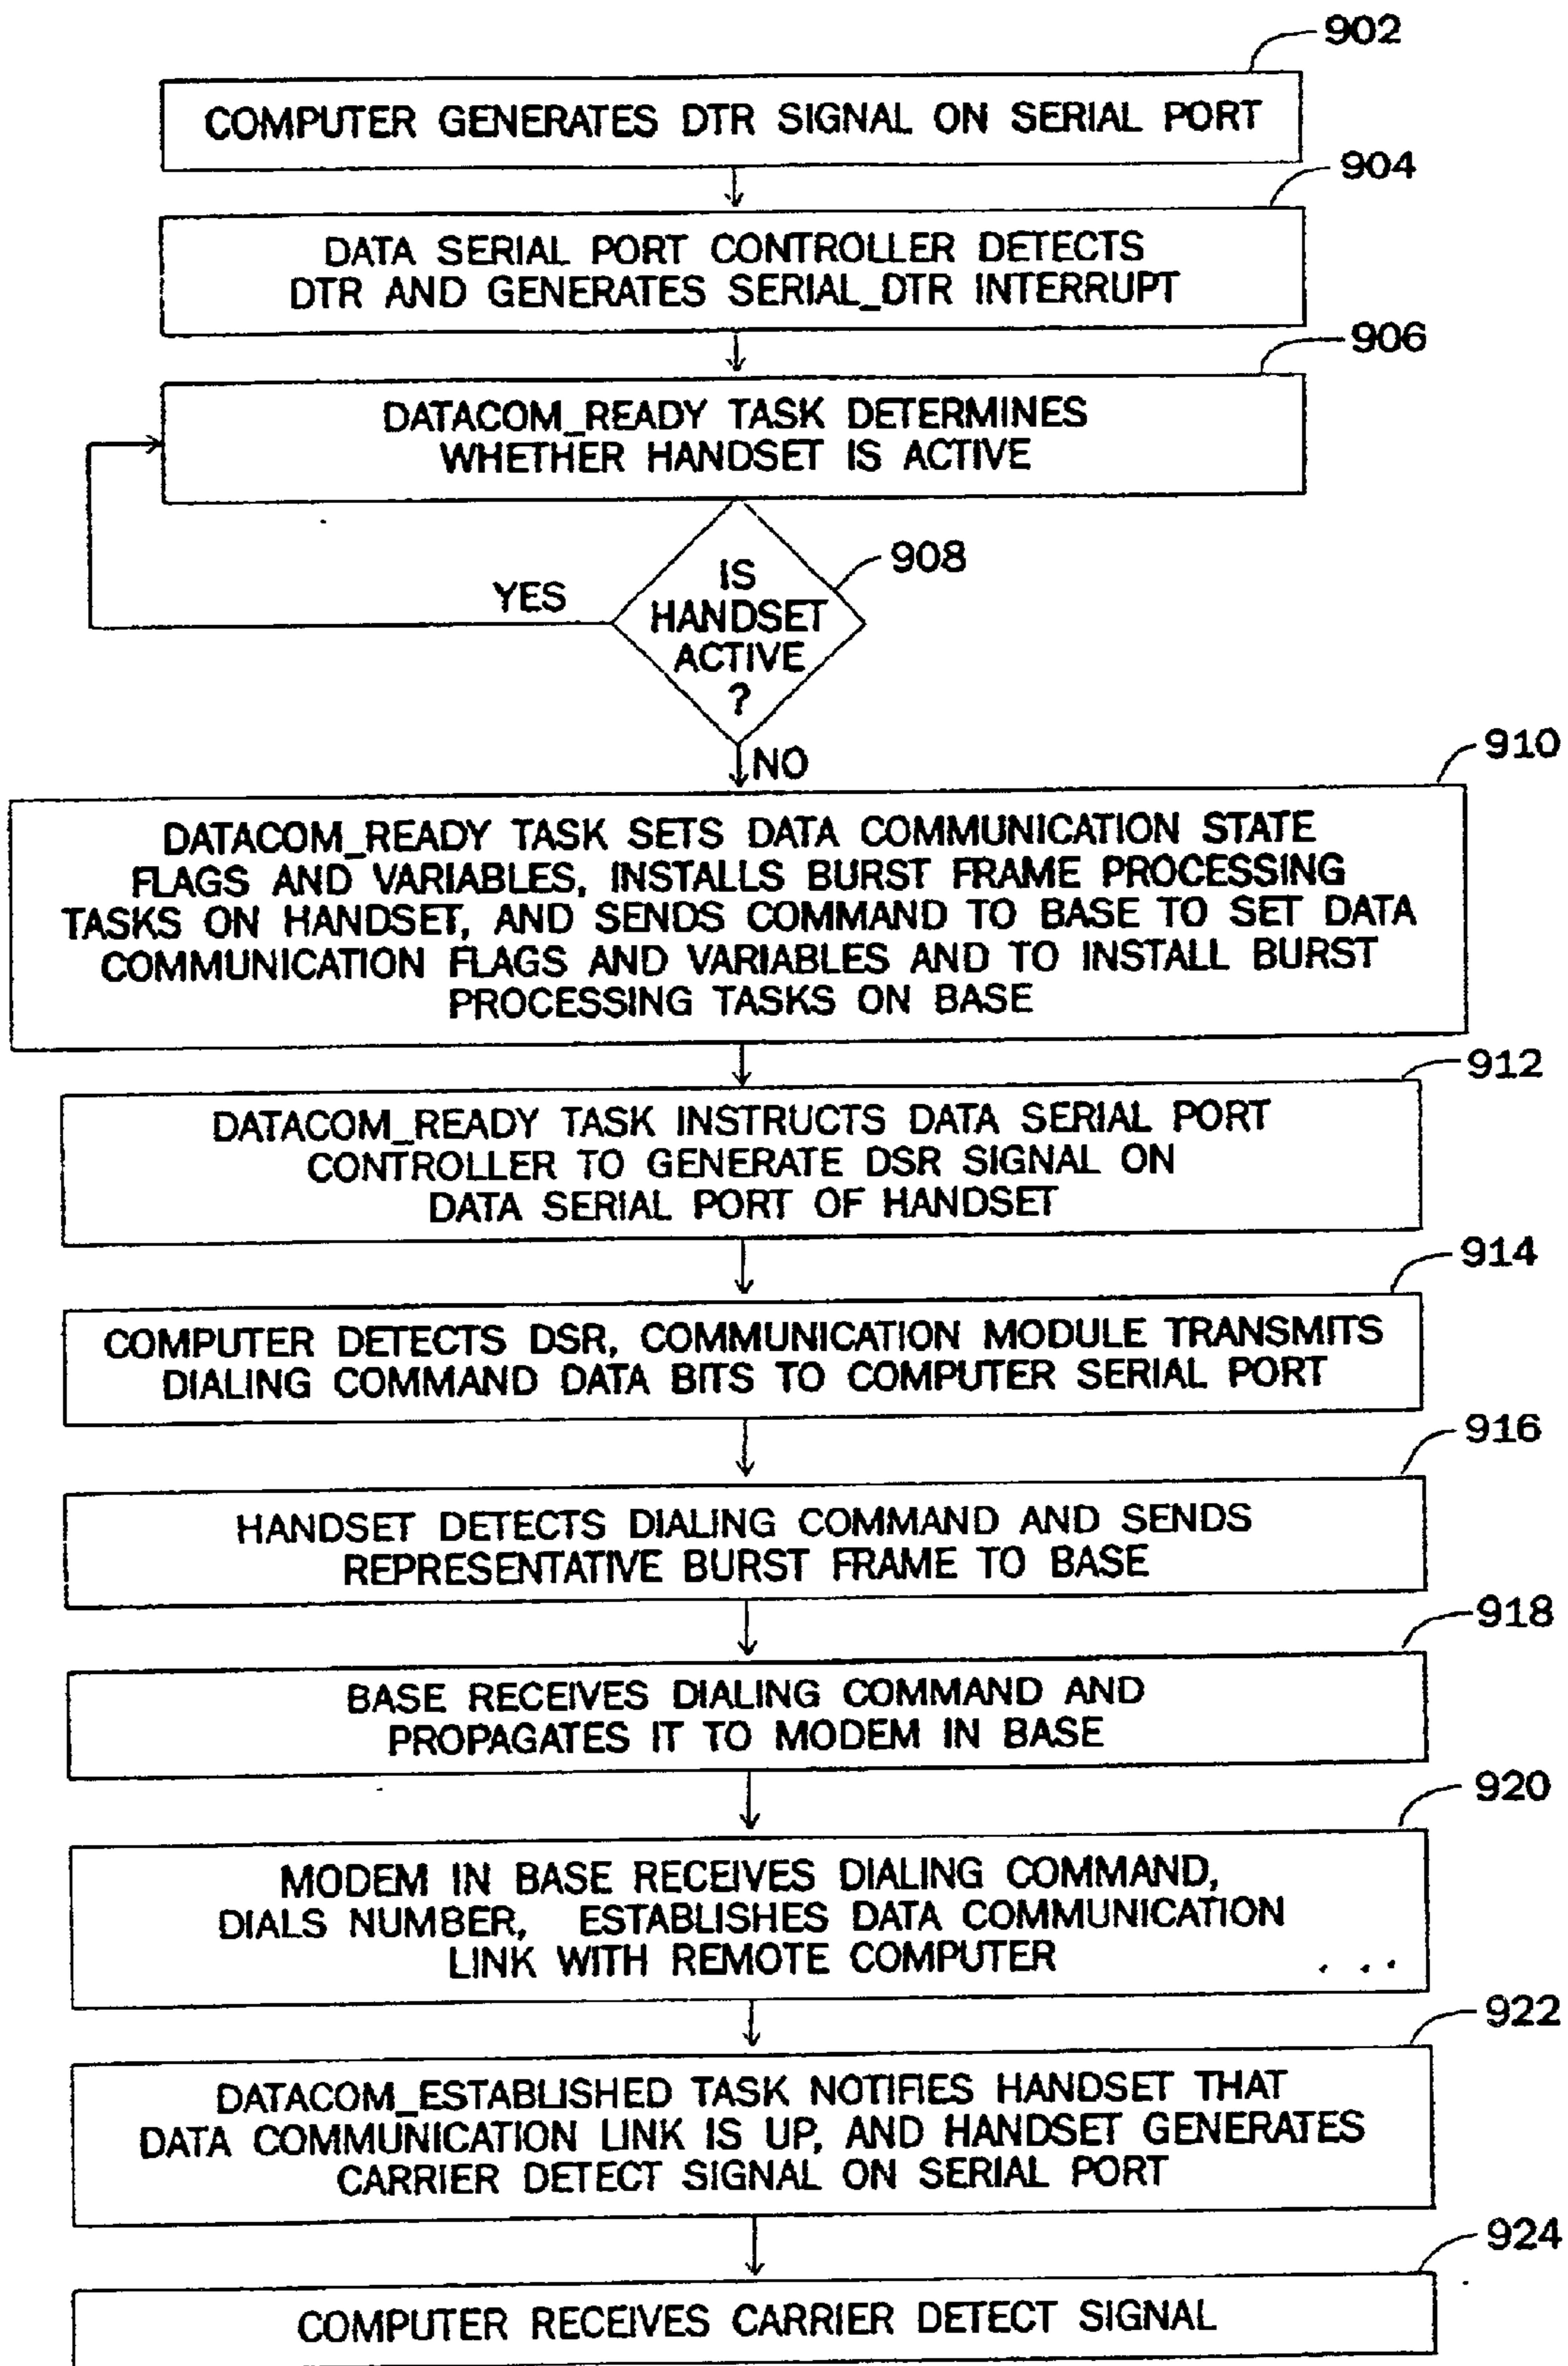 902
COMPUTER GENERATES DTR SIGNAL ON SERIAL PORT
904
DATA SERIAL PORT CONTROLLER DETECTS
DTR AND GENERATES SERIAL_DTR INTERRUPT
906
DATACOM_READY TASK DETERMINES
WHETHER HANDSET IS ACTIVE
908
YES
IS
HANDSET
ACTIVE
?
NO
910
DATACOM_READY TASK SETS DATA COMMUNICATION STATE
FLAGS AND VARIABLES, INSTALLS BURST FRAME PROCESSING
TASKS ON HANDSET, AND SENDS COMMAND TO BASE TO SET DATA
COMMUNICATION FLAGS AND VARIABLES AND TO INSTALL BURST
PROCESSING TASKS ON BASE
912
DATACOM_READY TASK INSTRUCTS DATA SERIAL PORT
CONTROLLER TO GENERATE DSR SIGNAL ON
DATA SERIAL PORT OF HANDSET
914
COMPUTER DETECTS DSR, COMMUNICATION MODULE TRANSMITS
DIALING COMMAND DATA BITS TO COMPUTER SERIAL PORT
916
HANDSET DETECTS DIALING COMMAND AND SENDS
REPRESENTATIVE BURST FRAME TO BASE
918
BASE RECEIVES DIALING COMMAND AND
PROPAGATES IT TO MODEM IN BASE
920
MODEM IN BASE RECEIVES DIALING COMMAND,
DIALS NUMBER, ESTABLISHES DATA COMMUNICATION
LINK WITH REMOTE COMPUTER . . .
922
DATACOM_ESTABLISHED TASK NOTIFIES HANDSET THAT
DATA COMMUNICATION LINK IS UP, AND HANDSET GENERATES
CARRIER DETECT SIGNAL ON SERIAL PORT
924
COMPUTER RECEIVES CARRIER DETECT SIGNAL